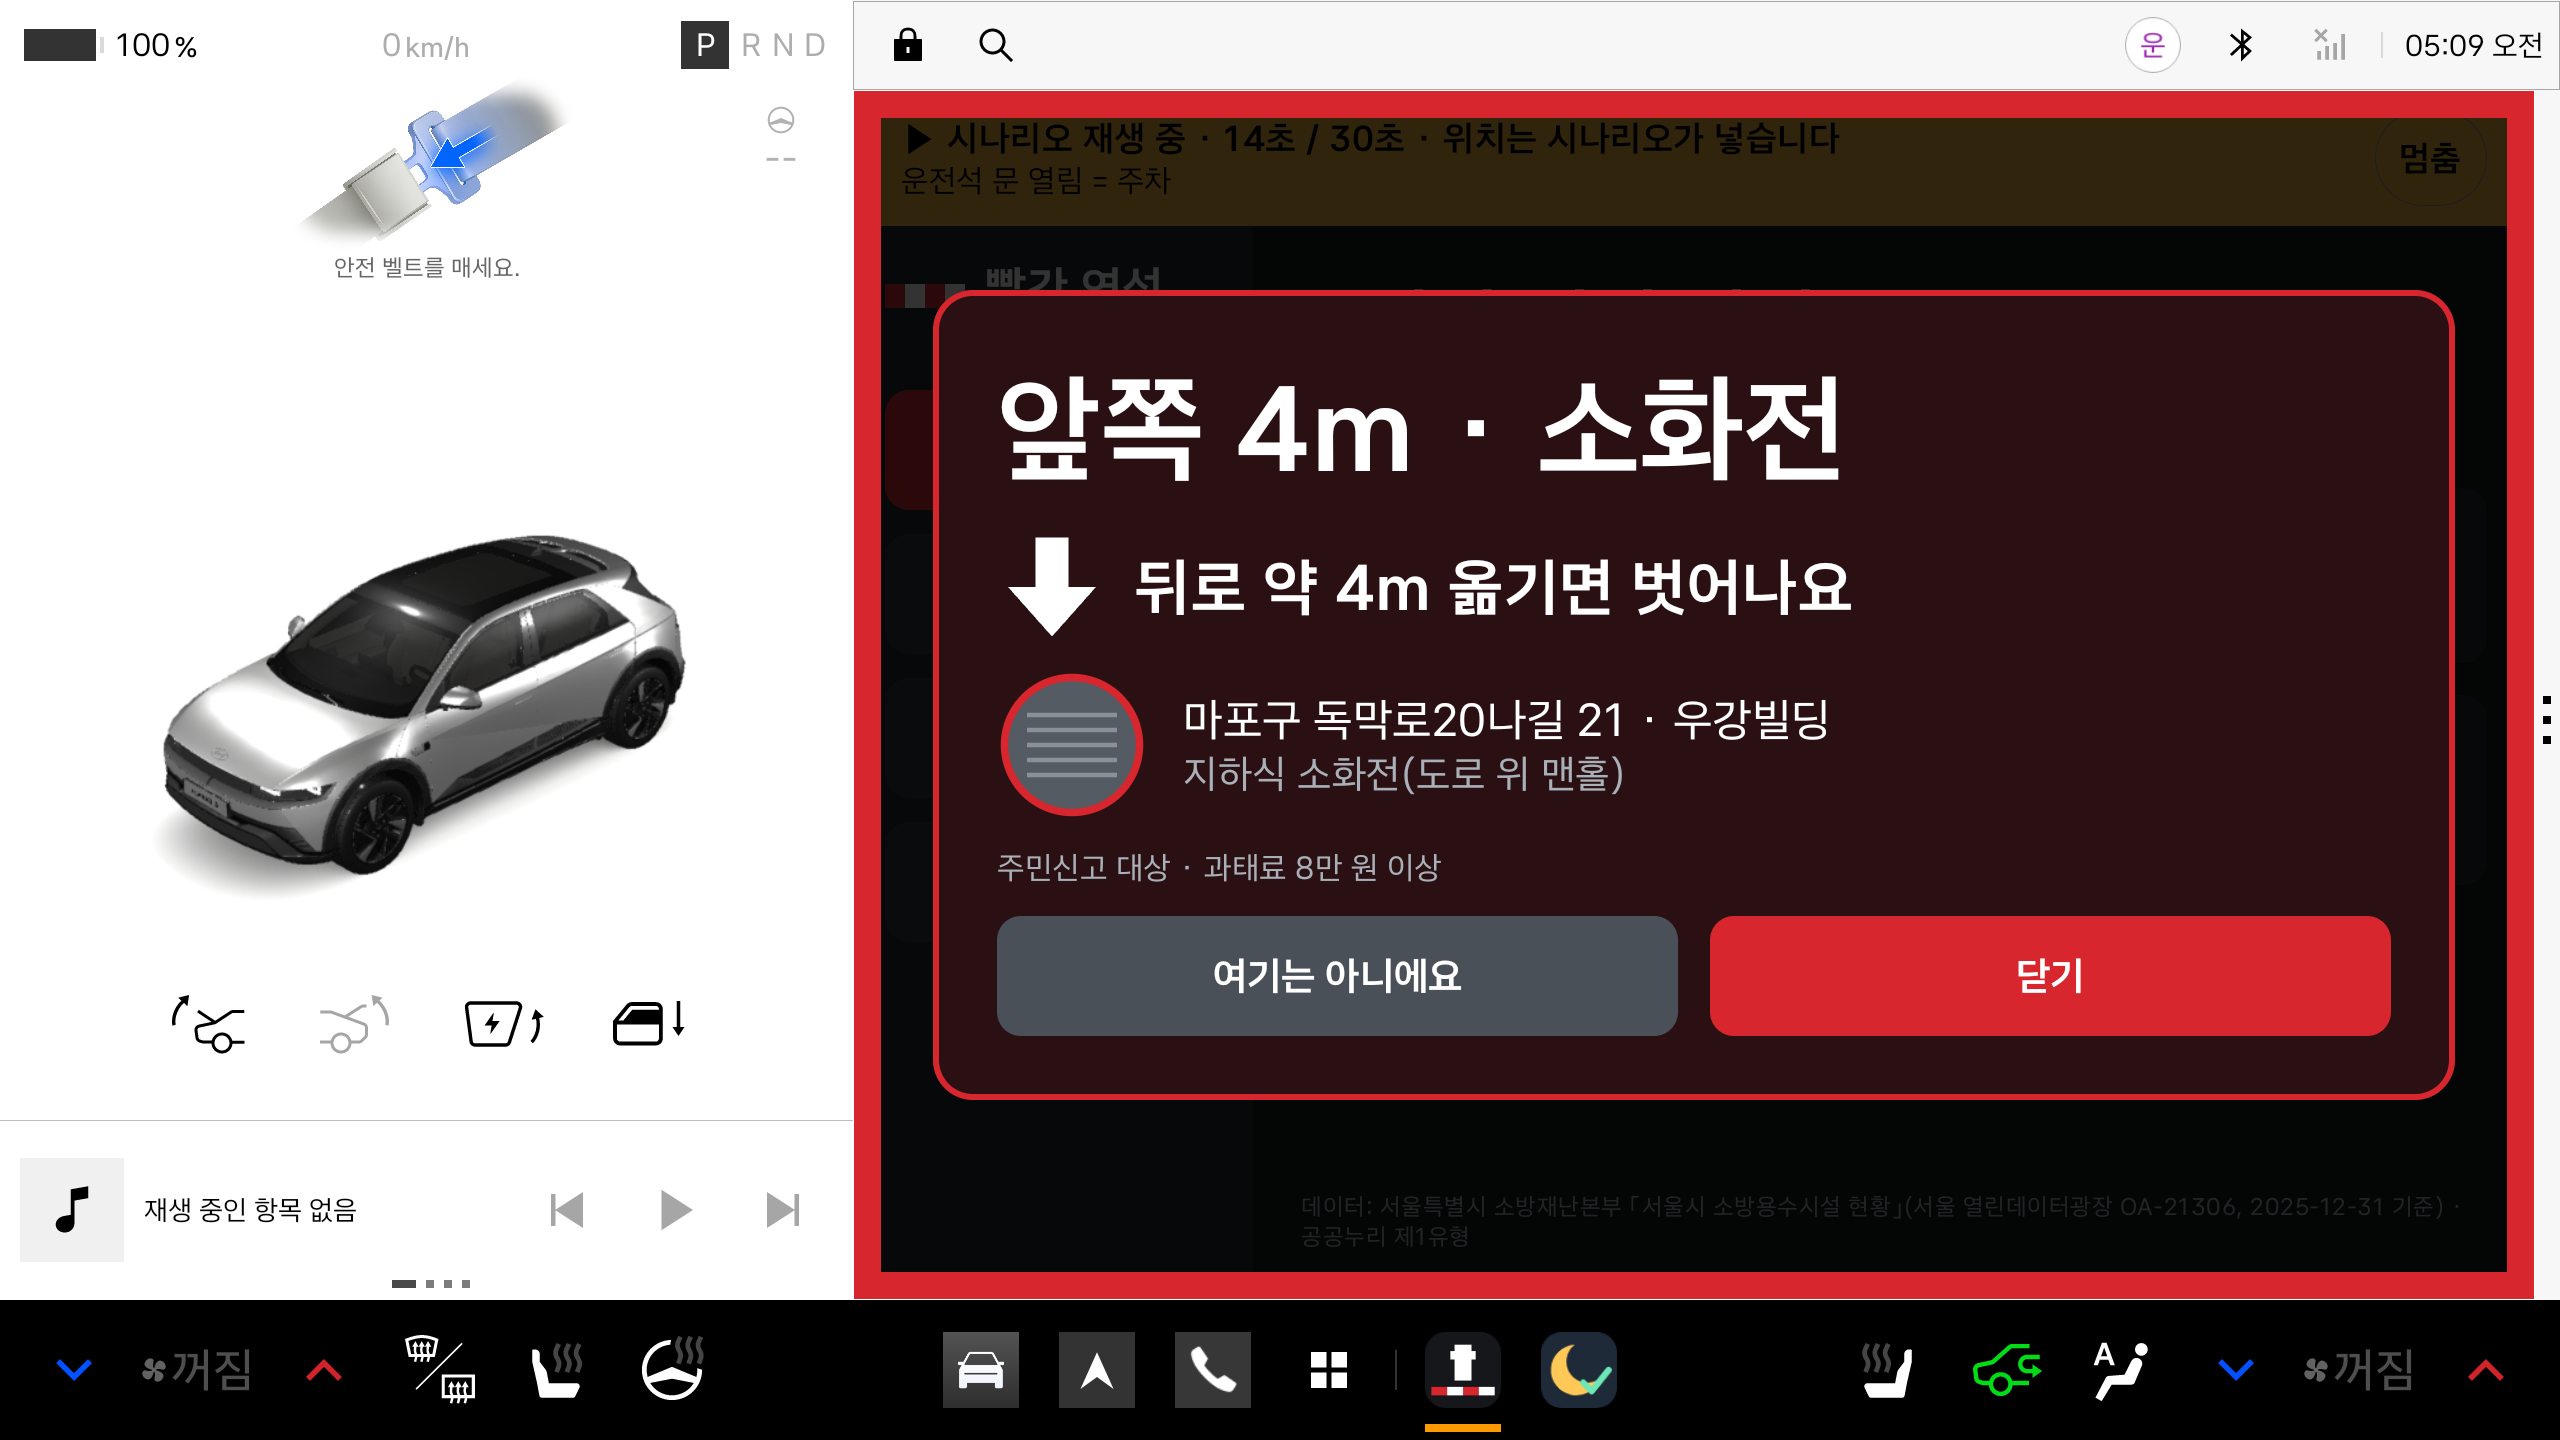 100 %
0 km/h
P R N D
운
05:09 오전
안전 벨트를 매세요.
▶ 시나리오 재생 중 · 14초 / 30초 · 위치는 시나리오가 넣습니다
운전석 문 열림 = 주차
멈춤
앞쪽 4m · 소화전
뒤로 약 4m 옮기면 벗어나요
마포구 독막로20나길 21 · 우강빌딩
지하식 소화전(도로 위 맨홀)
주민신고 대상 · 과태료 8만 원 이상
여기는 아니에요
닫기
데이터: 서울특별시 소방재난본부 「서울시 소방용수시설 현황」(서울 열린데이터광장 OA-21306, 2025-12-31 기준) ·
공공누리 제1유형
재생 중인 항목 없음
꺼짐
A
꺼짐